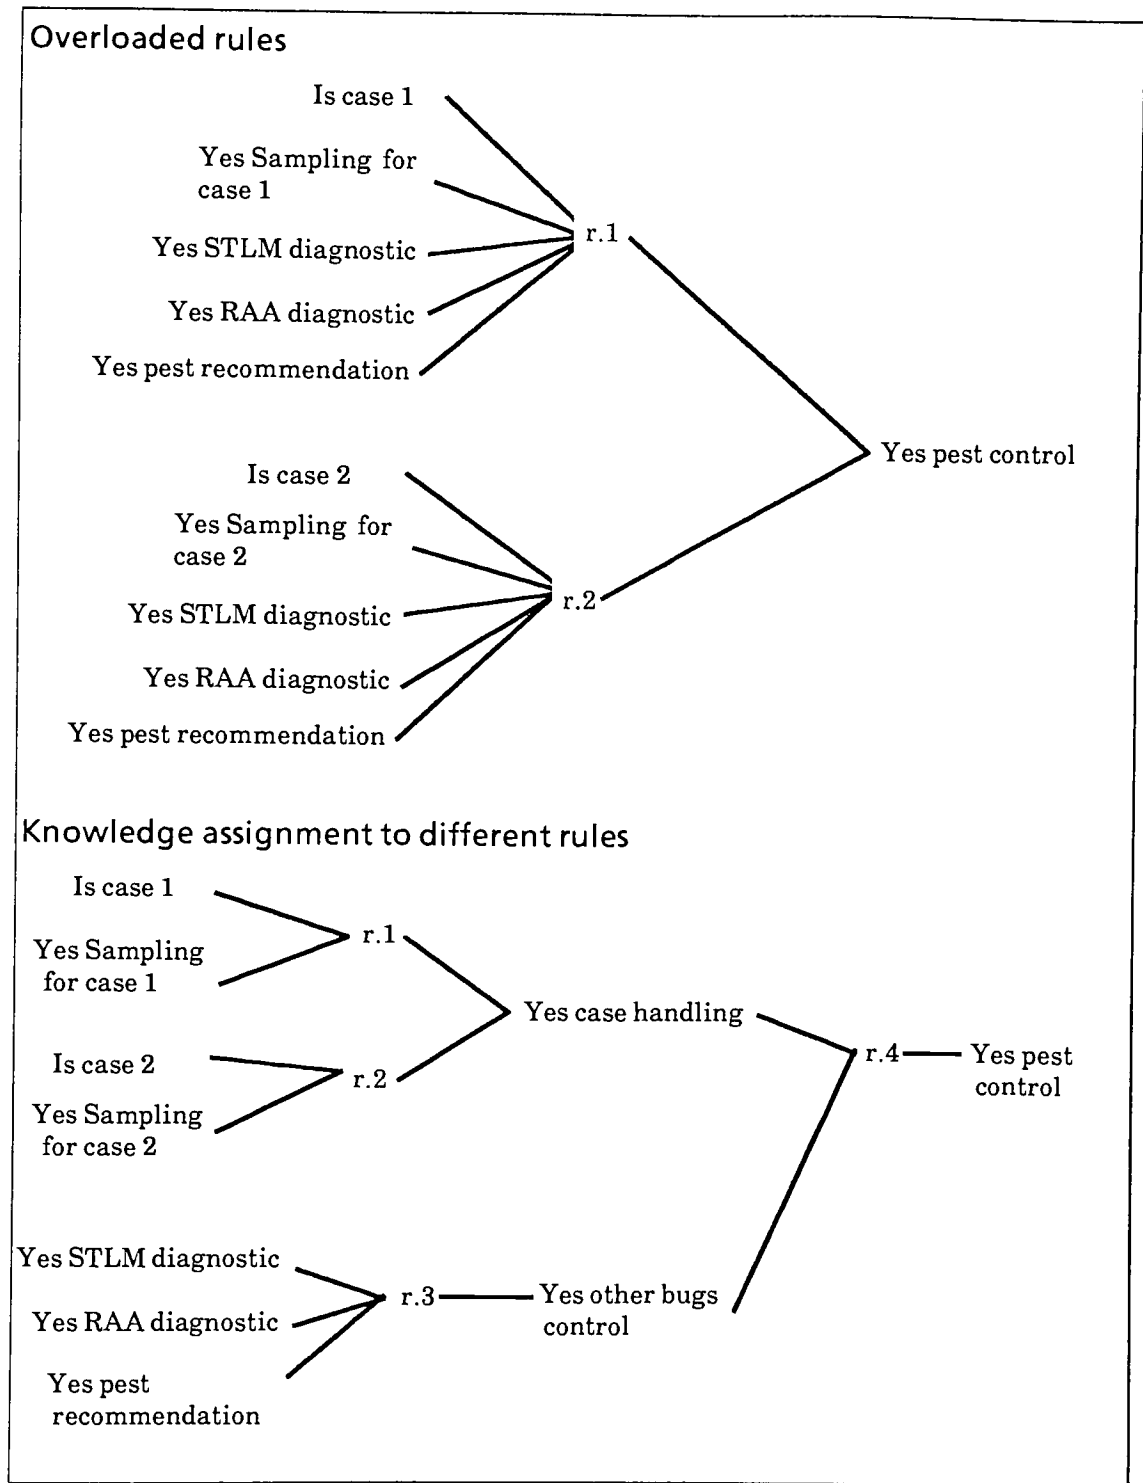 Overloaded rules
Is case 1
Yes Sampling for
case 1
Yes STLM diagnostic
r.1
Yes RAA diagnostic
Yes pest recommendation
Yes pest control
Is case 2
Yes Sampling for
case 2
Yes STLM diagnostic
r.2
Yes RAA diagnostic
Yes pest recommendation
Knowledge assignment to different rules
Is case 1
r.1
Yes Sampling
for case 1
Yes case handling
Is case 2
r.2
Yes Sampling
for case 2
r.4
Yes pest
control
Yes STLM diagnostic
r.3
Yes RAA diagnostic
Yes other bugs
control
Yes pest
recommendation